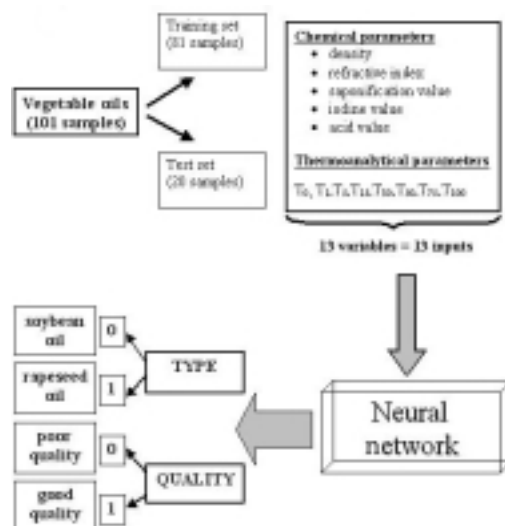 Training set
(81 samples)
Vegetable oils
(101 samples)
Test set
(20 samples)
Chemical parameters
• density
• refractive index
• saponification value
• iodine value
• acid value
Thermoanalytical parameters
13 variables = 13 inputs
soybean
oil
0
TYPE
rapeseed
oil
1
Neural
network
poor
quality
0
QUALITY
good
quality
1